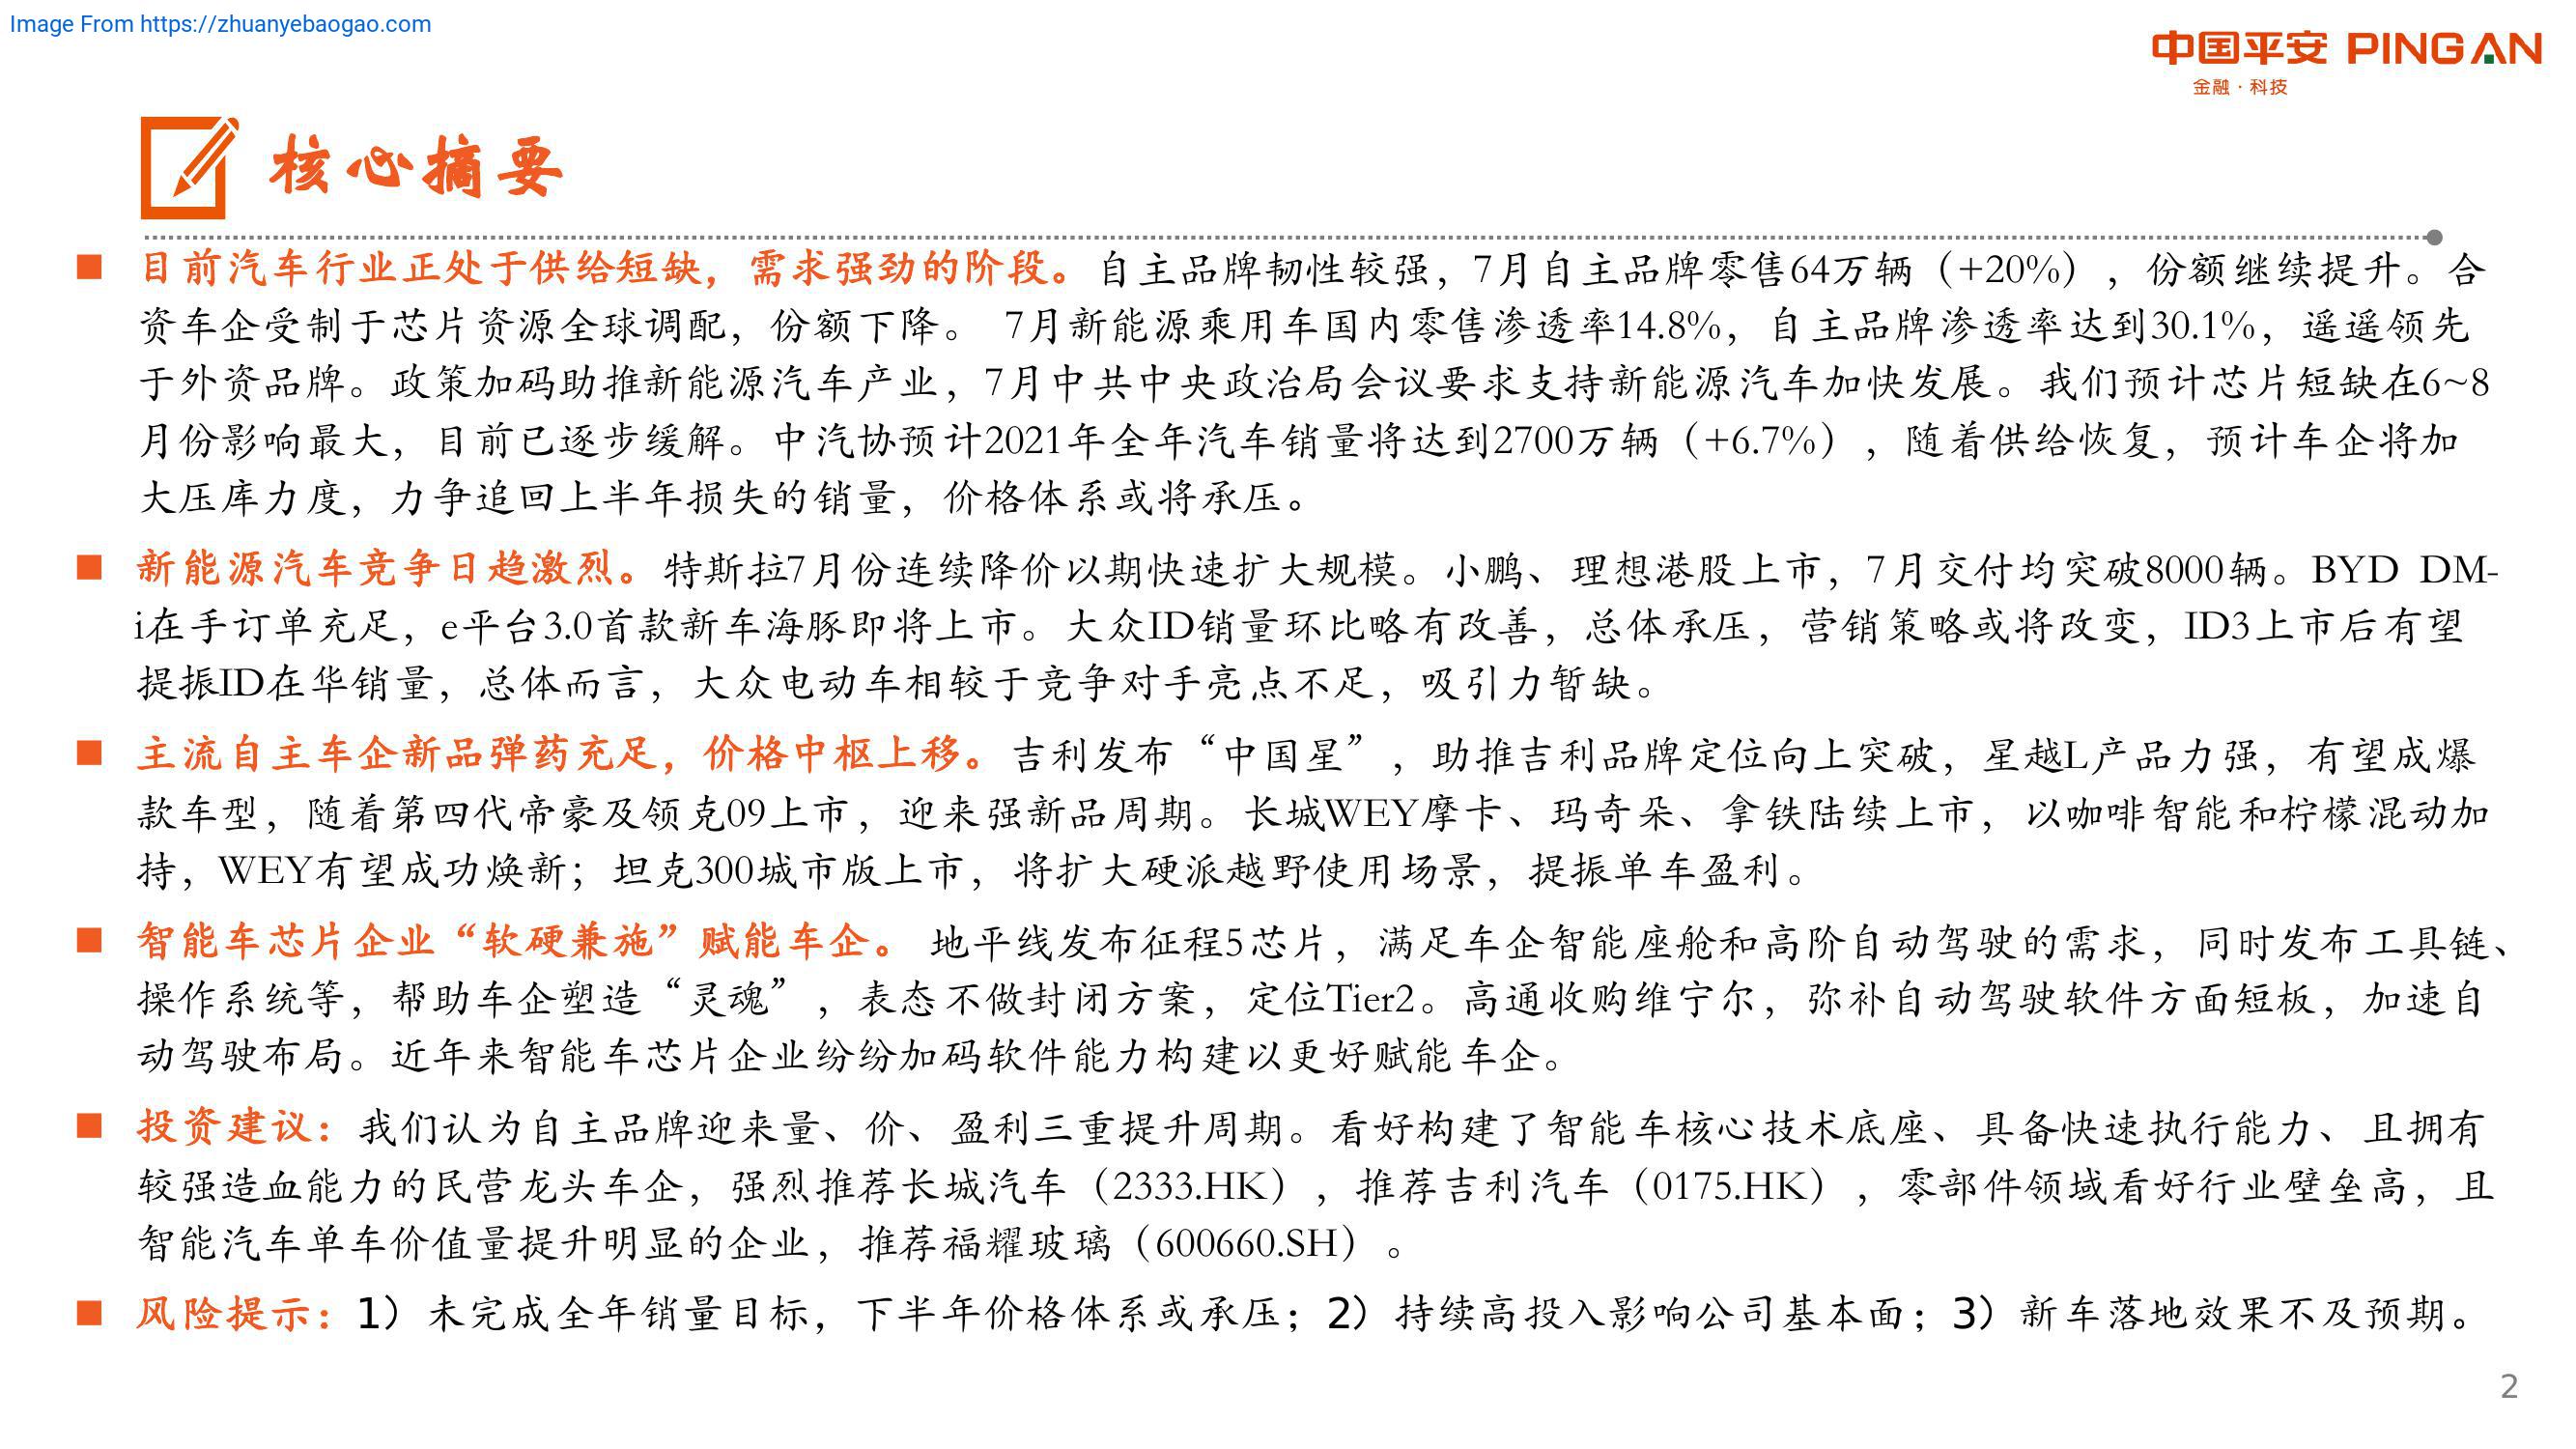 Image From https://zhuanyebaogao.com
中国平安 PING AN
金融·科技
核心摘要
■ 目前汽车行业正处于供给短缺，需求强劲的阶段。自主品牌韧性较强，7月自主品牌零售64万辆（+20%），份额继续提升。合
资车企受制于芯片资源全球调配，份额下降。 7月新能源乘用车国内零售渗透率14.8%，自主品牌渗透率达到30.1%，遥遥领先
于外资品牌。政策加码助推新能源汽车产业，7月中共中央政治局会议要求支持新能源汽车加快发展。我们预计芯片短缺在6~8
月份影响最大，目前已逐步缓解。中汽协预计2021年全年汽车销量将达到2700万辆（+6.7%），随着供给恢复，预计车企将加
大压库力度，力争追回上半年损失的销量，价格体系或将承压。
■ 新能源汽车竞争日趋激烈。特斯拉7月份连续降价以期快速扩大规模。小鹏、理想港股上市，7月交付均突破8000辆。BYD DM-
i在手订单充足，e平台3.0首款新车海豚即将上市。大众ID销量环比略有改善，总体承压，营销策略或将改变，ID3上市后有望
提振ID在华销量，总体而言，大众电动车相较于竞争对手亮点不足，吸引力暂缺。
■ 主流自主车企新品弹药充足，价格中枢上移。吉利发布“中国星”，助推吉利品牌定位向上突破，星越L产品力强，有望成爆
款车型，随着第四代帝豪及领克09上市，迎来强新品周期。长城WEY摩卡、玛奇朵、拿铁陆续上市，以咖啡智能和柠檬混动加
持，WEY有望成功焕新；坦克300城市版上市，将扩大硬派越野使用场景，提振单车盈利。
■ 智能车芯片企业“软硬兼施”赋能车企。 地平线发布征程5芯片，满足车企智能座舱和高阶自动驾驶的需求，同时发布工具链、
操作系统等，帮助车企塑造“灵魂”，表态不做封闭方案，定位Tier2。高通收购维宁尔，弥补自动驾驶软件方面短板，加速自
动驾驶布局。近年来智能车芯片企业纷纷加码软件能力构建以更好赋能车企。
■ 投资建议：我们认为自主品牌迎来量、价、盈利三重提升周期。看好构建了智能车核心技术底座、具备快速执行能力、且拥有
较强造血能力的民营龙头车企，强烈推荐长城汽车（2333.HK），推荐吉利汽车（0175.HK），零部件领域看好行业壁垒高，且
智能汽车单车价值量提升明显的企业，推荐福耀玻璃（600660.SH）。
■ 风险提示：1）未完成全年销量目标，下半年价格体系或承压；2）持续高投入影响公司基本面；3）新车落地效果不及预期。
2